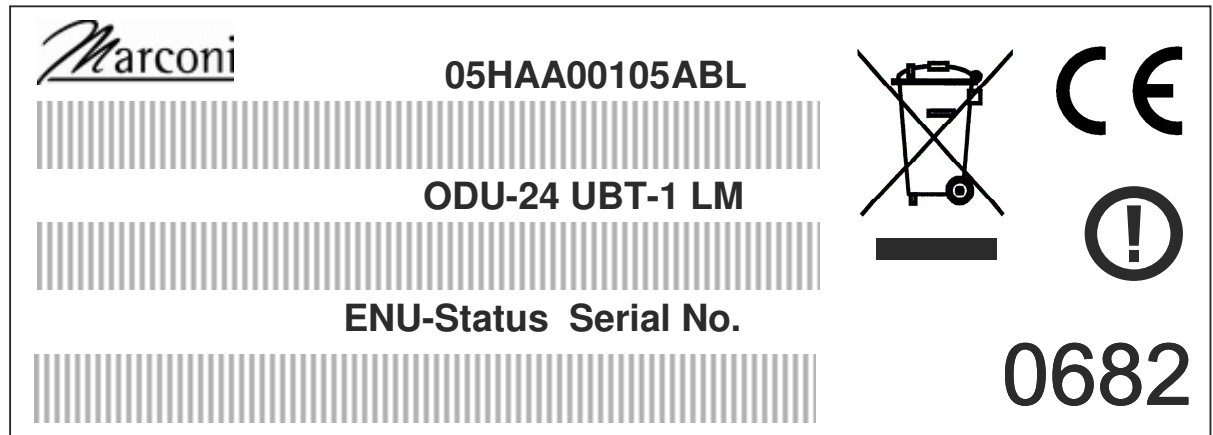 Marconi
05HAA00105ABL
CE
ODU-24 UBT-1 LM
!
ENU-Status Serial No.
0682